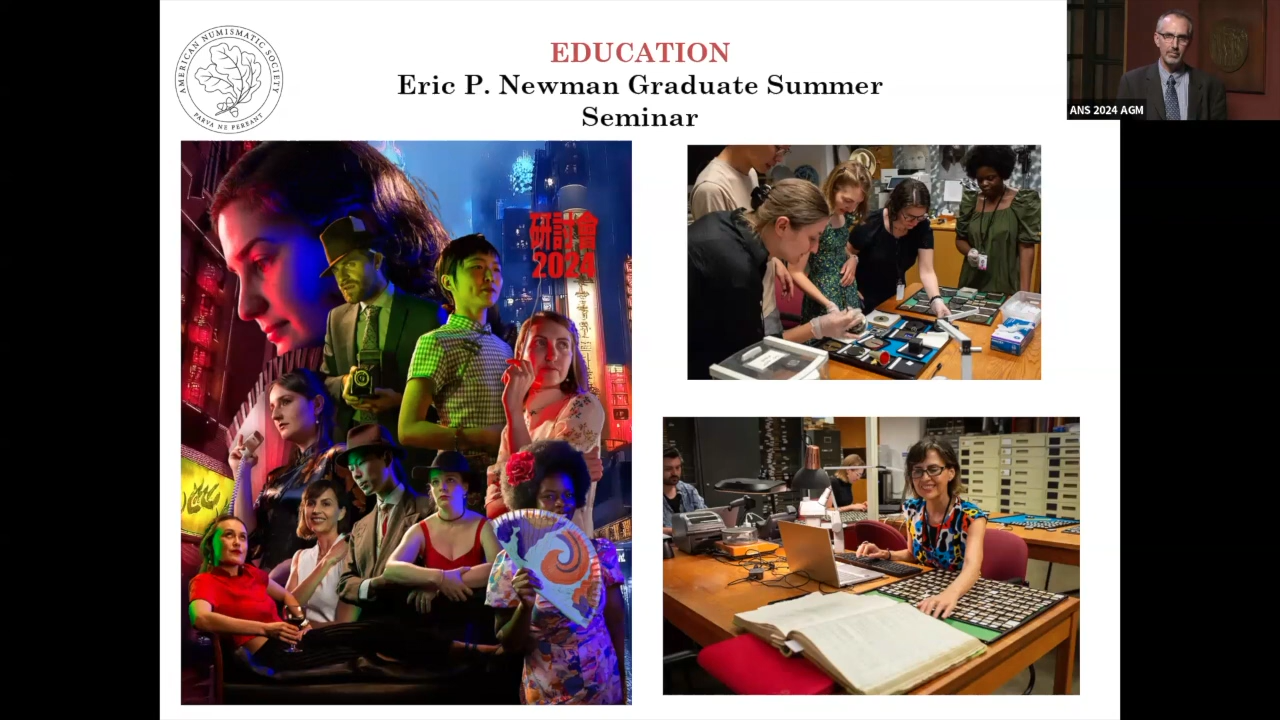 AMERICAN NUMISMATIC SOCIETY
PARVA NE PEREANT
EDUCATION
Eric P. Newman Graduate Summer
Seminar
ANS 2024 AGM
研討會
2024